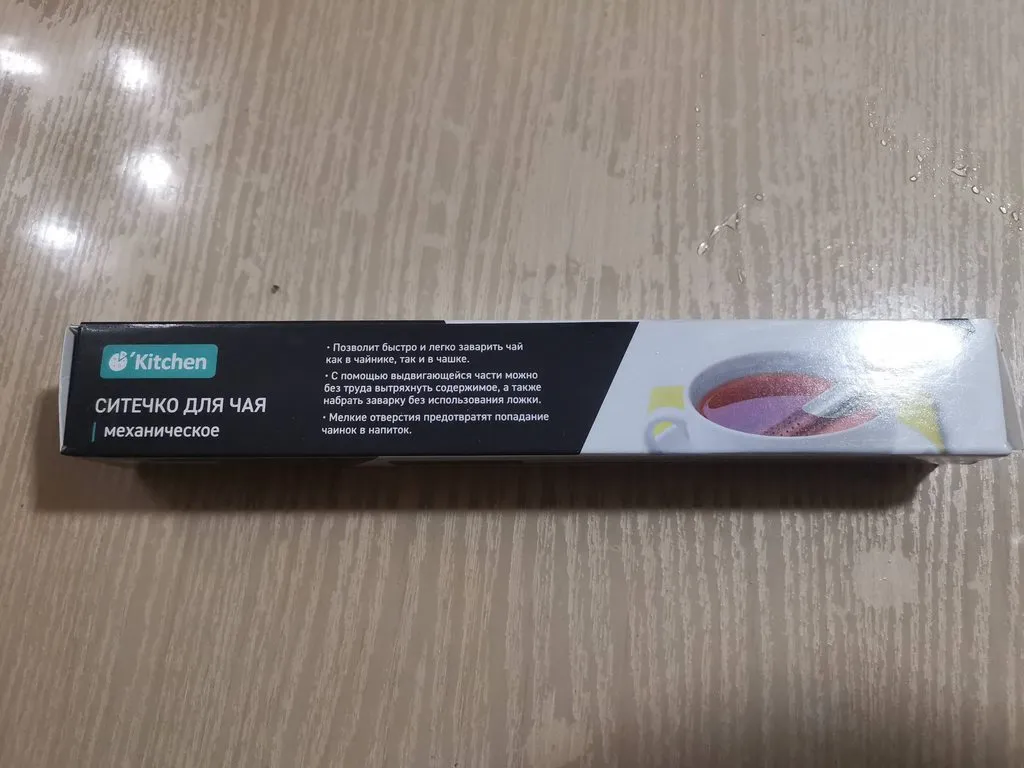 'Kitchen
СИТЕЧКО ДЛЯ ЧАЯ
механическое
· Позволит быстро и легко заварить чай
как в чайнике, так и в чашке.
· С помощью выдвигающейся части можно
без труда вытряхнуть содержимое, а также
набрать заварку без использования ложки.
· Мелкие отверстия предотвратят попадание
чаинок в напиток.